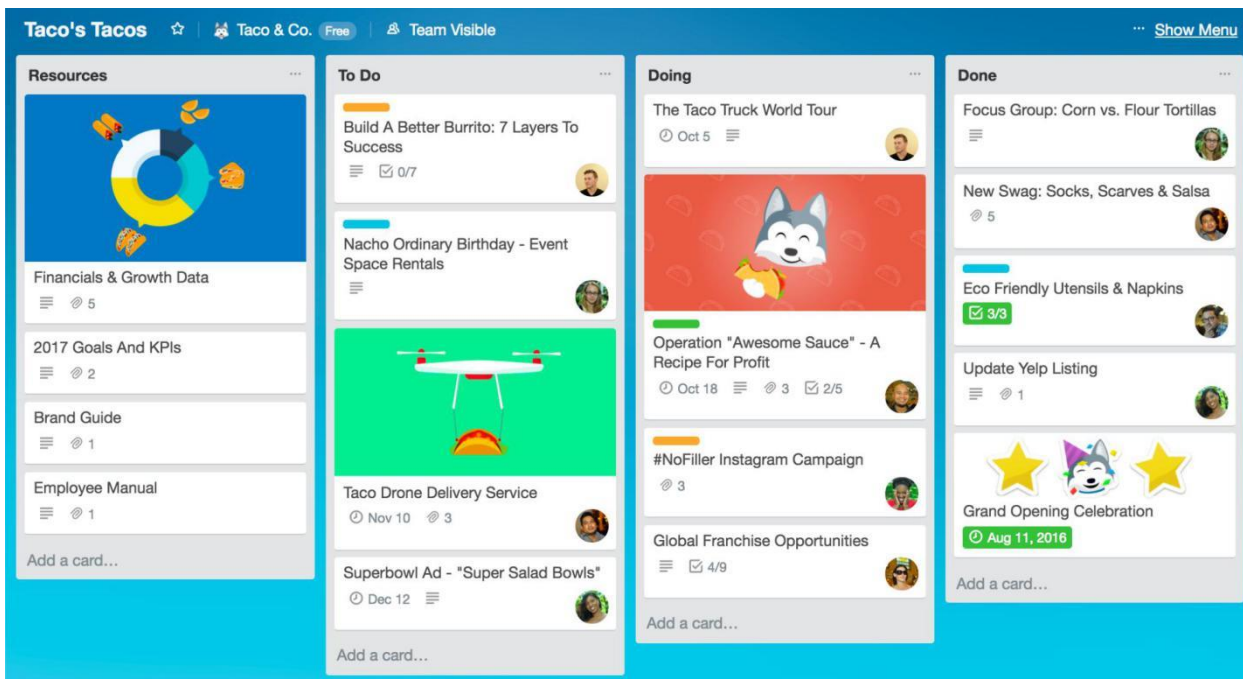 Taco's Tacos
Taco & Co. Free
Team Visible
··· Show Menu
Resources ···
Financials & Growth Data
5
2017 Goals And KPIs
2
Brand Guide
1
Employee Manual
1
Add a card…
To Do ···
Build A Better Burrito: 7 Layers To
Success
0/7
Nacho Ordinary Birthday - Event
Space Rentals
Taco Drone Delivery Service
Nov 10 3
Superbowl Ad - "Super Salad Bowls"
Dec 12
Add a card…
Doing ···
The Taco Truck World Tour
Oct 5
Operation "Awesome Sauce" - A
Recipe For Profit
Oct 18 3 2/5
#NoFiller Instagram Campaign
3
Global Franchise Opportunities
4/9
Add a card…
Done ···
Focus Group: Corn vs. Flour Tortillas
New Swag: Socks, Scarves & Salsa
5
Eco Friendly Utensils & Napkins
3/3
Update Yelp Listing
1
Grand Opening Celebration
Aug 11, 2016
Add a card…